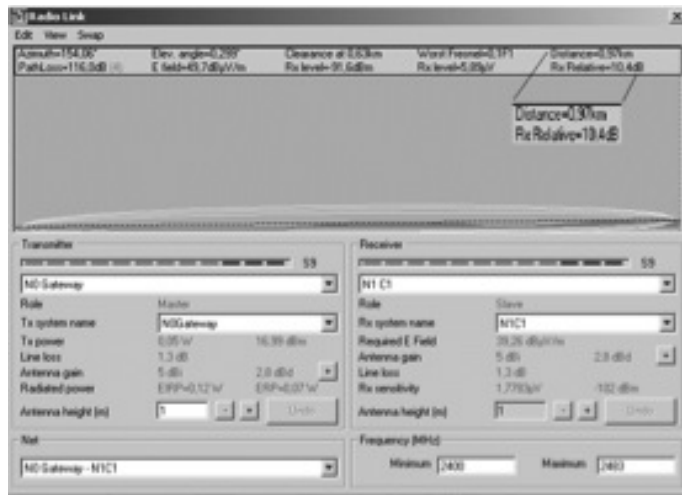 Radio Link
Edit View Swap
Azimuth=154,06° Elev. angle=0,299° Clearance at 0,63km Worst Fresnel=0,1F1 Distance=0,97km
PathLoss=116,0dB (4) E field=49,7dBµV/m Rx level=-91,6dBm Rx level=5,89µV Rx Relative=10,4dB
Distance=0,97km
Rx Relative=10,4dB
Transmitter Receiver
S9 S9
N0 Gateway N1 C1
Role Master Role Slave
Tx system name N0Gateway Rx system name N1C1
Tx power 0,05 W 16,99 dBm Required E Field 39,26 dBµV/m
Line loss 1,3 dB Antenna gain 5 dBi 2,8 dBd +
Antenna gain 5 dBi 2,8 dBd + Line loss 1,3 dB
Radiated power EIRP=0,12 W ERP=0,07 W Rx sensitivity 1,7783µV -102 dBm
Antenna height (m) 1 - + Undo Antenna height (m) 1 - + Undo
Net Frequency (MHz)
N0 Gateway - N1C1 Minimum 2400 Maximum 2483